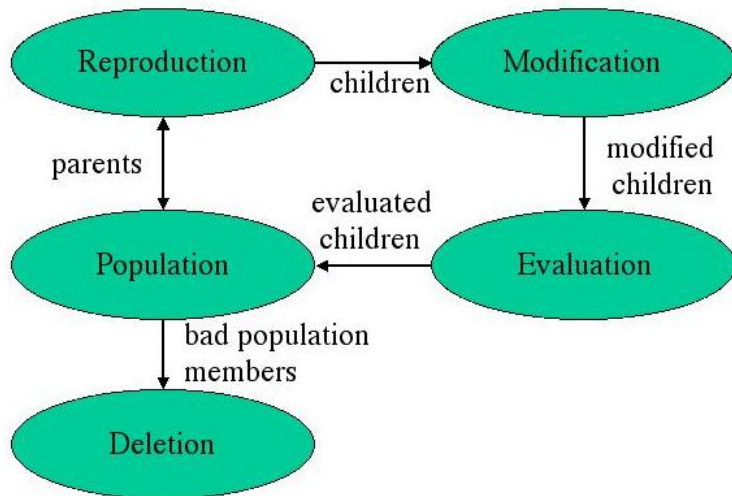 Reproduction
children
Modification
parents
modified
children
evaluated
children
Population
Evaluation
bad population
members
Deletion